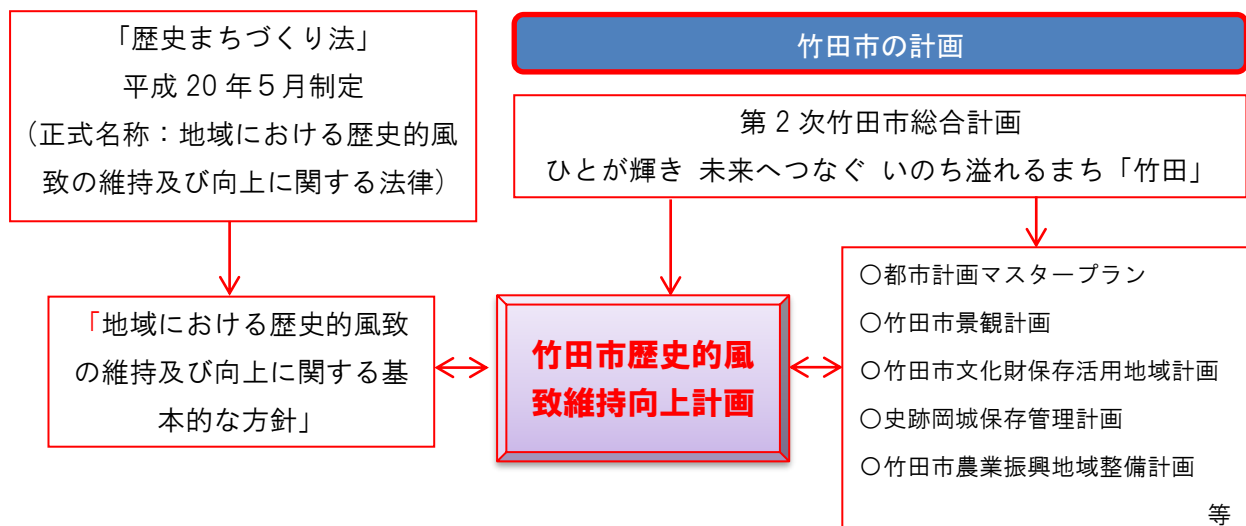 「歴史まちづくり法」
平成 20 年５月制定
（正式名称：地域における歴史的風
致の維持及び向上に関する法律）
「地域における歴史的風致
の維持及び向上に関する基
本的な方針」
竹田市の計画
第 2 次竹田市総合計画
ひとが輝き 未来へつなぐ いのち溢れるまち「竹田」
竹田市歴史的風
致維持向上計画
〇都市計画マスタープラン
〇竹田市景観計画
〇竹田市文化財保存活用地域計画
〇史跡岡城保存管理計画
〇竹田市農業振興地域整備計画
等